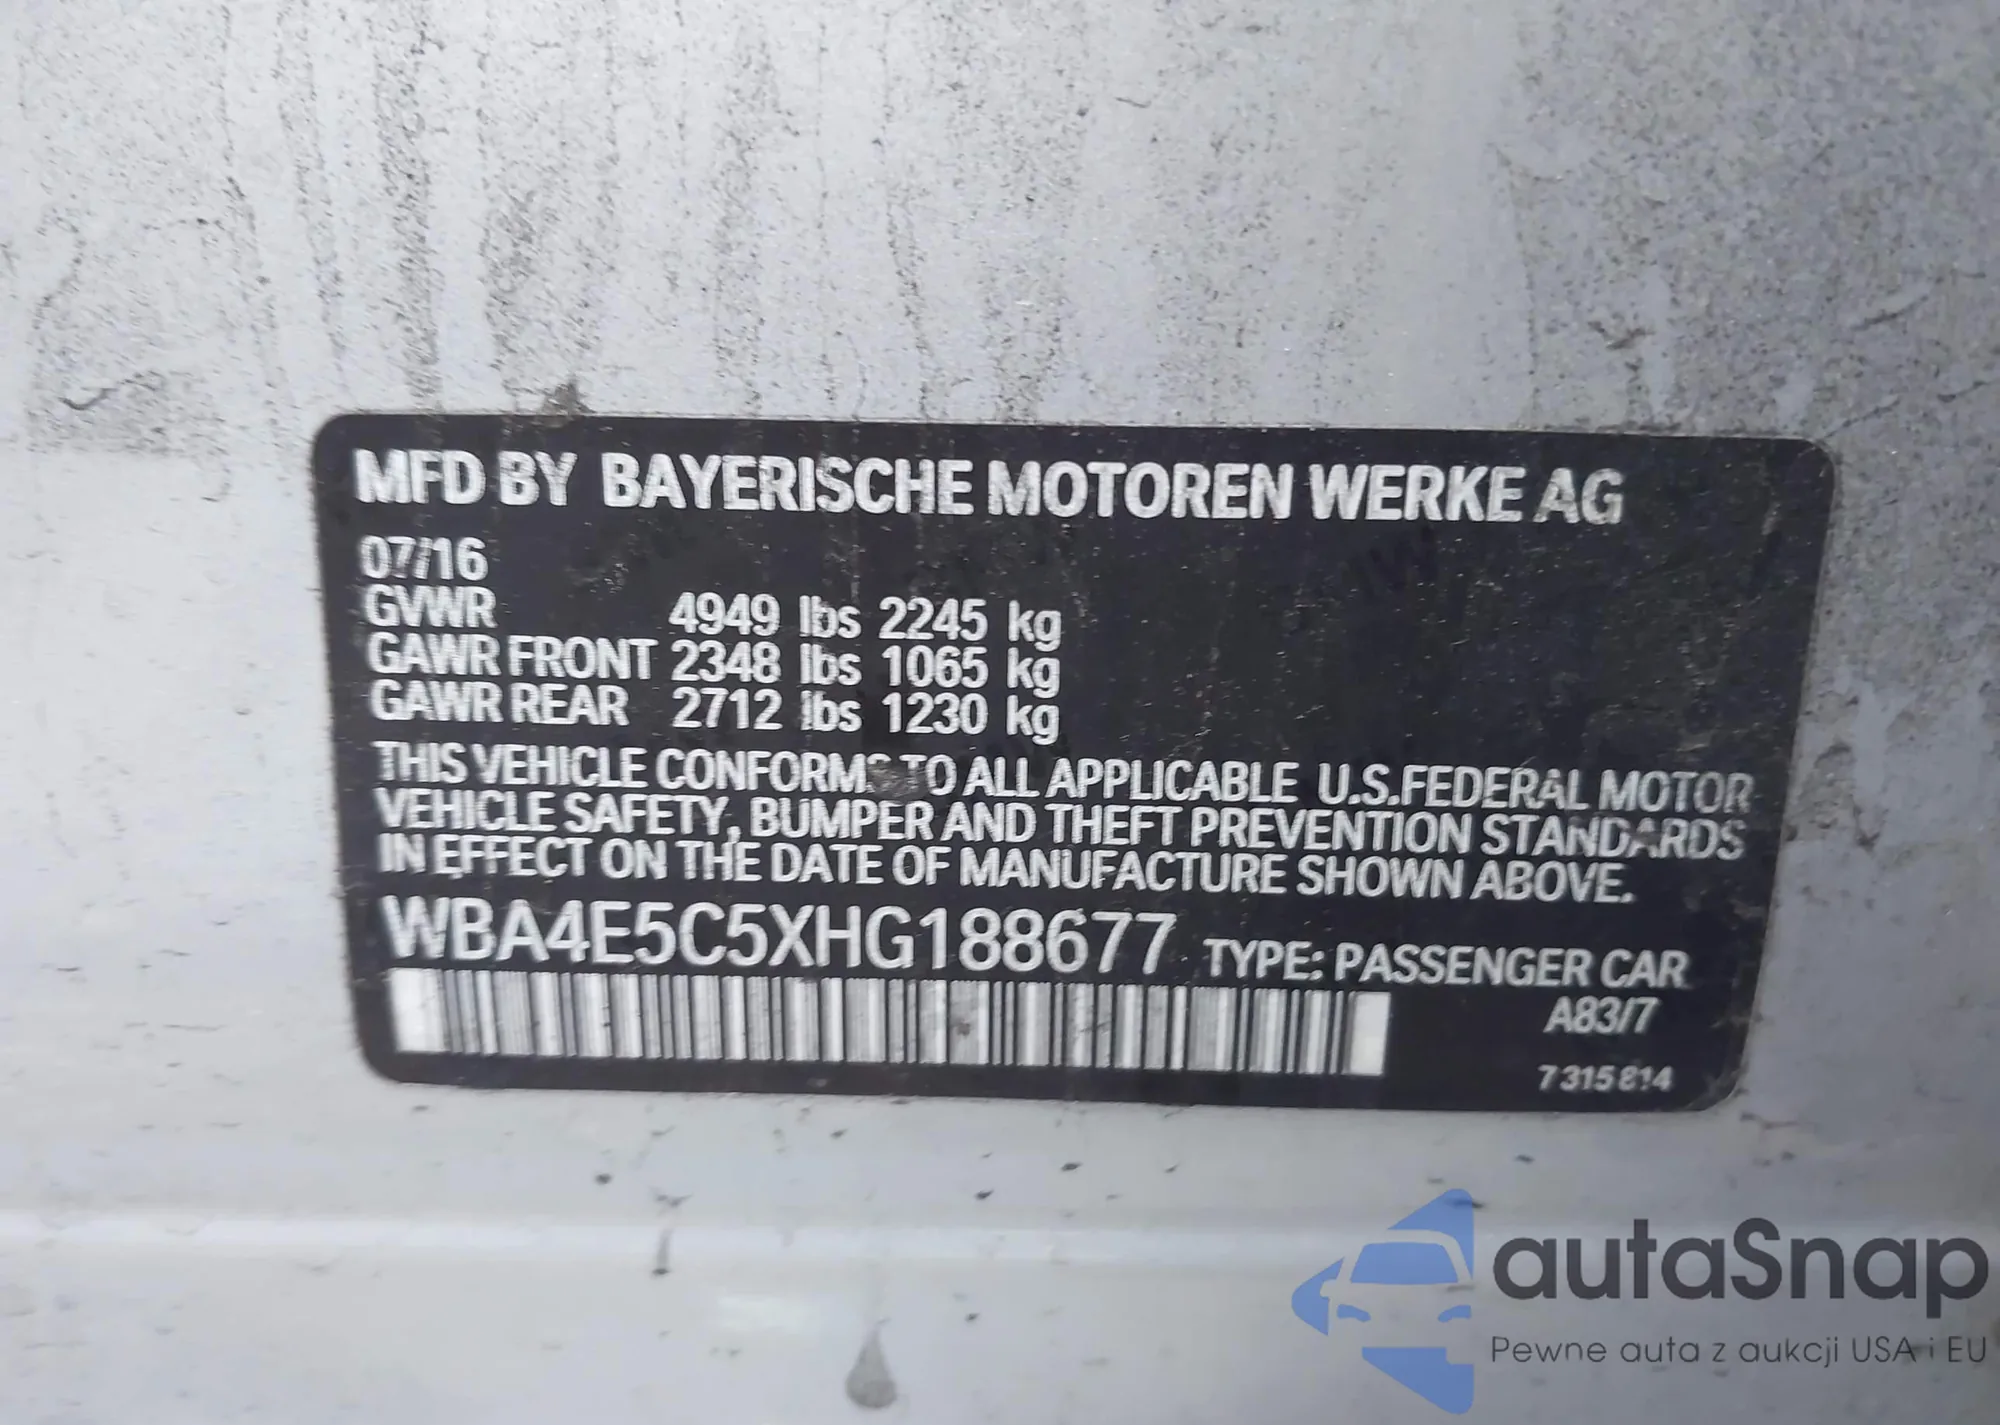 MFD BY BAYERISCHE MOTOREN WERKE AG
07/16
GVWR 4949 lbs 2245 kg
GAWR FRONT 2348 lbs 1065 kg
GAWR REAR 2712 lbs 1230 kg
THIS VEHICLE CONFORMS TO ALL APPLICABLE U.S.FEDERAL MOTOR
VEHICLE SAFETY, BUMPER AND THEFT PREVENTION STANDARDS
IN EFFECT ON THE DATE OF MANUFACTURE SHOWN ABOVE.
WBA4E5C5XHG188677 TYPE: PASSENGER CAR
A83/7
7 315 814
autaSnap
Pewne auta z aukcji USA i EU